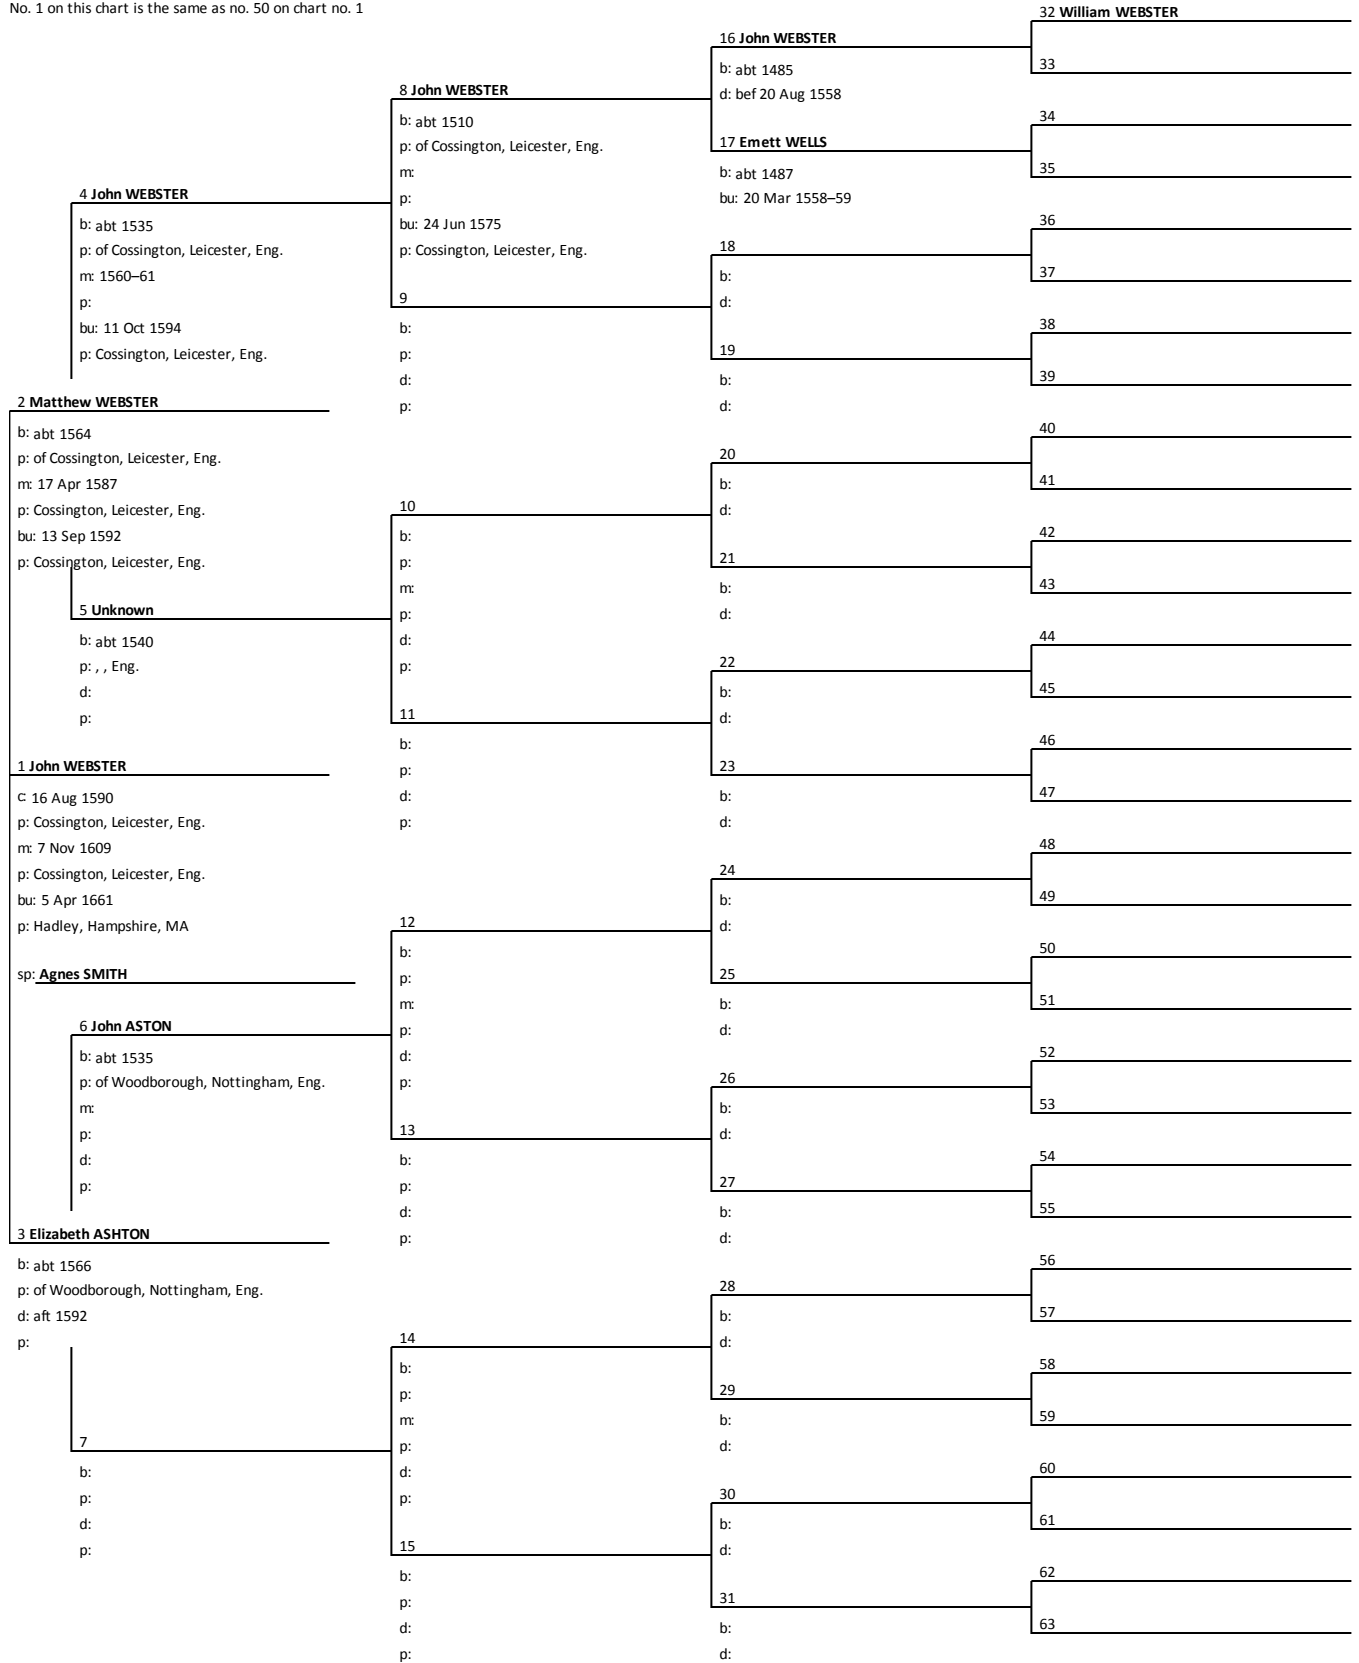 No. 1 on this chart is the same as no. 50 on chart no. 1
4 John WEBSTER
b: abt 1535
p: of Cossington, Leicester, Eng.
m: 1560–61
p:
bu: 11 Oct 1594
p: Cossington, Leicester, Eng.
2 Matthew WEBSTER
b: abt 1564
p: of Cossington, Leicester, Eng.
m: 17 Apr 1587
p: Cossington, Leicester, Eng.
bu: 13 Sep 1592
p: Cossington, Leicester, Eng.
5 Unknown
b: abt 1540
p: , , Eng.
d:
p:
1 John WEBSTER
c: 16 Aug 1590
p: Cossington, Leicester, Eng.
m: 7 Nov 1609
p: Cossington, Leicester, Eng.
bu: 5 Apr 1661
p: Hadley, Hampshire, MA
sp: Agnes SMITH
6 John ASTON
b: abt 1535
p: of Woodborough, Nottingham, Eng.
m:
p:
d:
p:
3 Elizabeth ASHTON
b: abt 1566
p: of Woodborough, Nottingham, Eng.
d: aft 1592
p:
7
b:
p:
d:
p:
8 John WEBSTER
b: abt 1510
p: of Cossington, Leicester, Eng.
m:
p:
bu: 24 Jun 1575
p: Cossington, Leicester, Eng.
9
b:
p:
d:
p:
10
b:
p:
m:
p:
d:
p:
11
b:
p:
d:
p:
12
b:
p:
m:
p:
d:
p:
13
b:
p:
d:
p:
14
b:
p:
m:
p:
d:
p:
15
b:
p:
d:
p:
16 John WEBSTER
b: abt 1485
d: bef 20 Aug 1558
17 Emett WELLS
b: abt 1487
bu: 20 Mar 1558–59
18
b:
d:
19
b:
d:
20
b:
d:
21
b:
d:
22
b:
d:
23
b:
d:
24
b:
d:
25
b:
d:
26
b:
d:
27
b:
d:
28
b:
d:
29
b:
d:
30
b:
d:
31
b:
d:
32 William WEBSTER
33
34
35
36
37
38
39
40
41
42
43
44
45
46
47
48
49
50
51
52
53
54
55
56
57
58
59
60
61
62
63